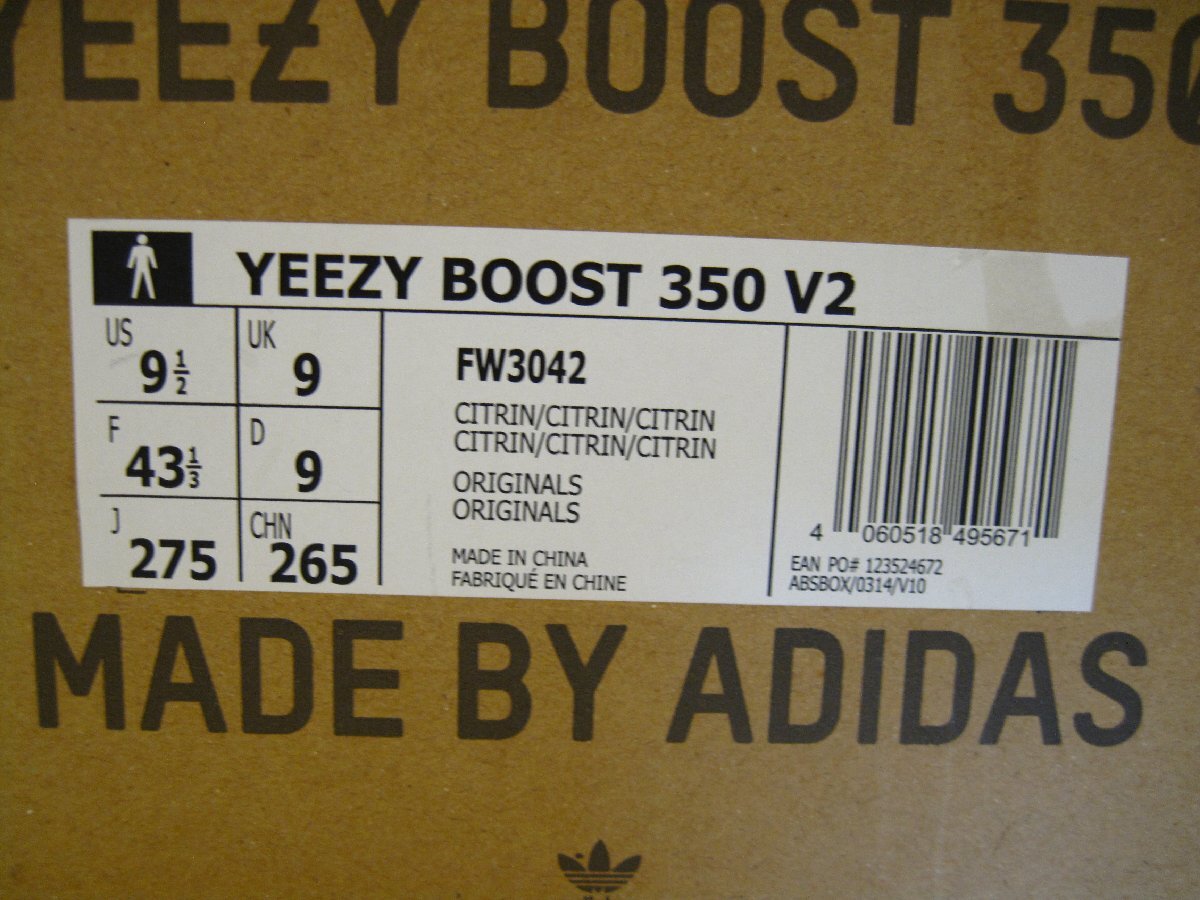 YEEZY BOOST 350
YEEZY BOOST 350 V2
US 9 1/2
UK 9
F 43 1/3
D 9
J 275
CHN 265
FW3042
CITRIN/CITRIN/CITRIN
CITRIN/CITRIN/CITRIN
ORIGINALS
ORIGINALS
MADE IN CHINA
FABRIQUÉ EN CHINE
4 060518 495671
EAN PO# 123524672
ABSBOX/0314/V10
MADE BY ADIDAS